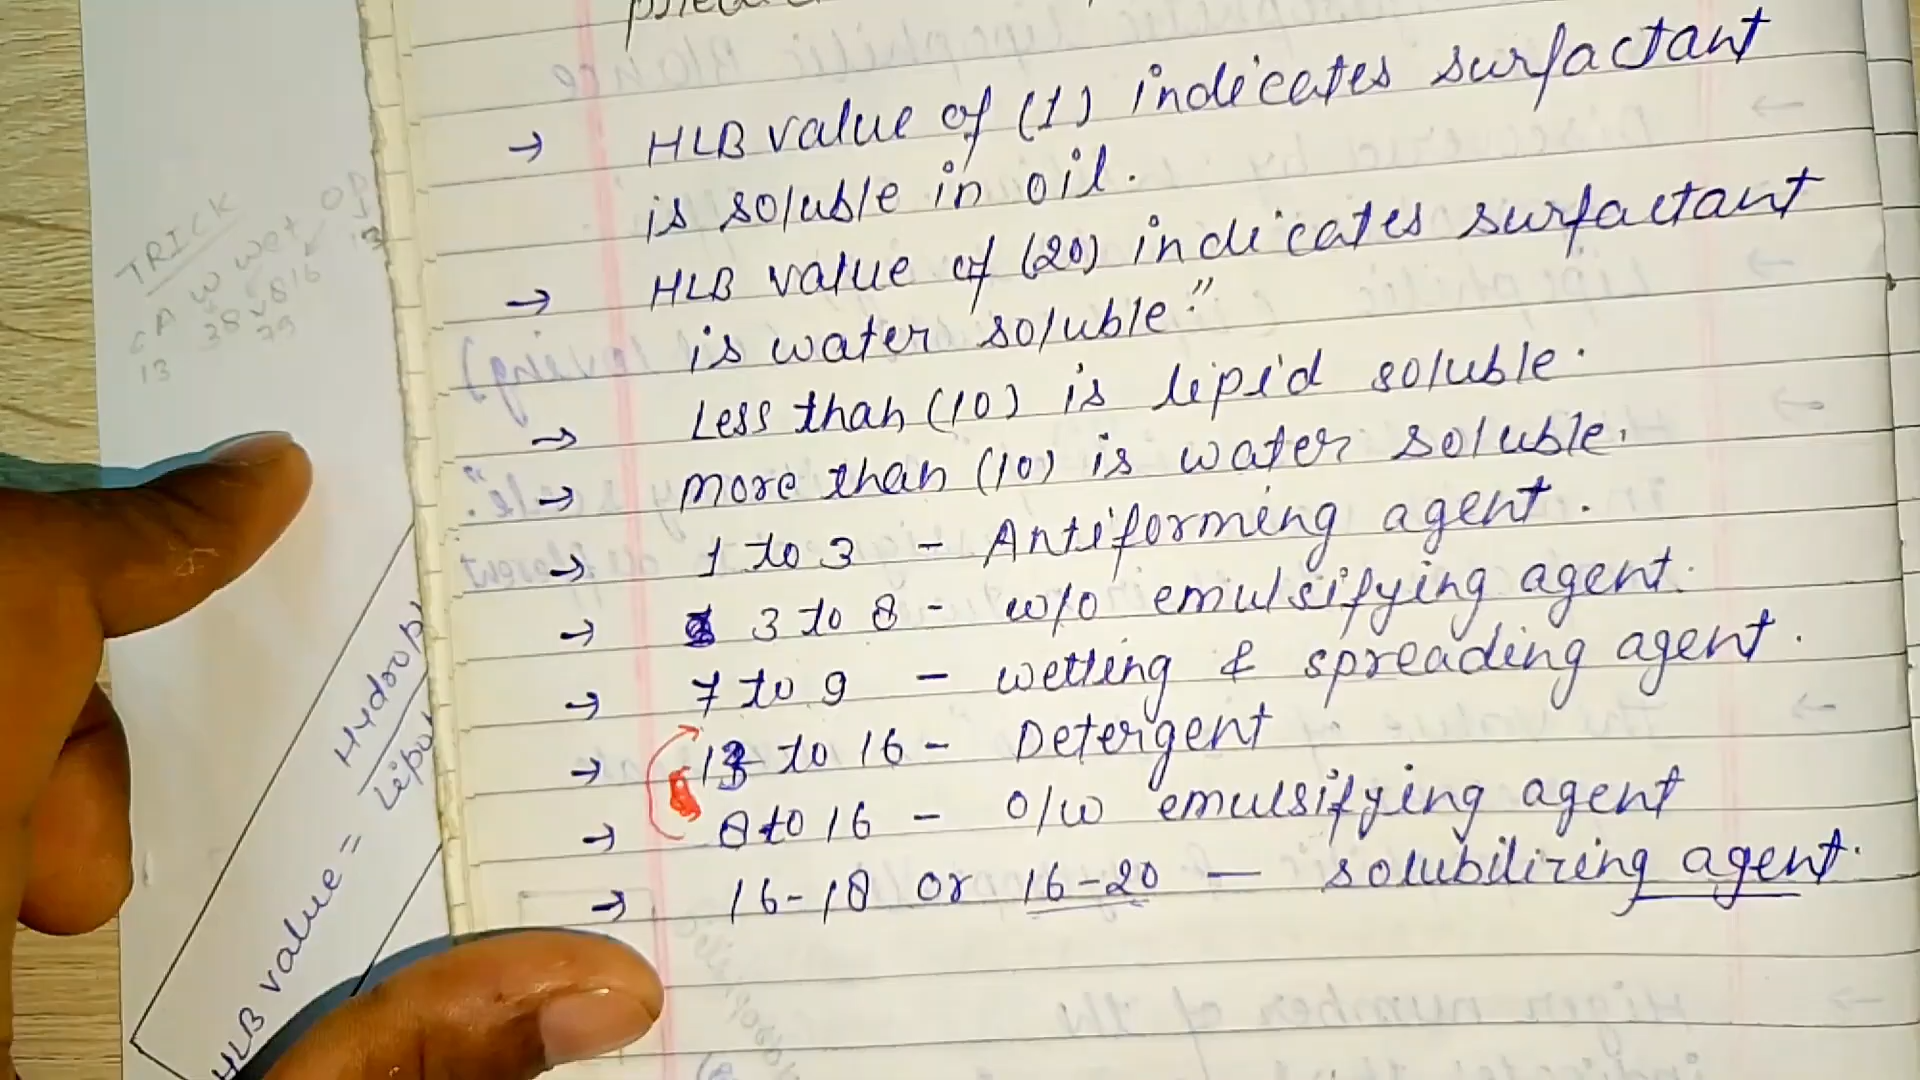 → HLB value of (1) indicates surfactant
is soluble in oil.
→ HLB value of (20) indicates surfactant
is water soluble."
→ Less than (10) is lipid soluble.
→ more than (10) is water soluble.
→ 1 to 3 - Antiforming agent.
→ 3 to 8 - w/o emulsifying agent.
→ 7 to 9 - wetting & spreading agent.
→ 13 to 16 - Detergent
→ 8 to 16 - o/w emulsifying agent
→ 16-18 or 16-20 — solubilizing agent.
TRICK
HLB value =